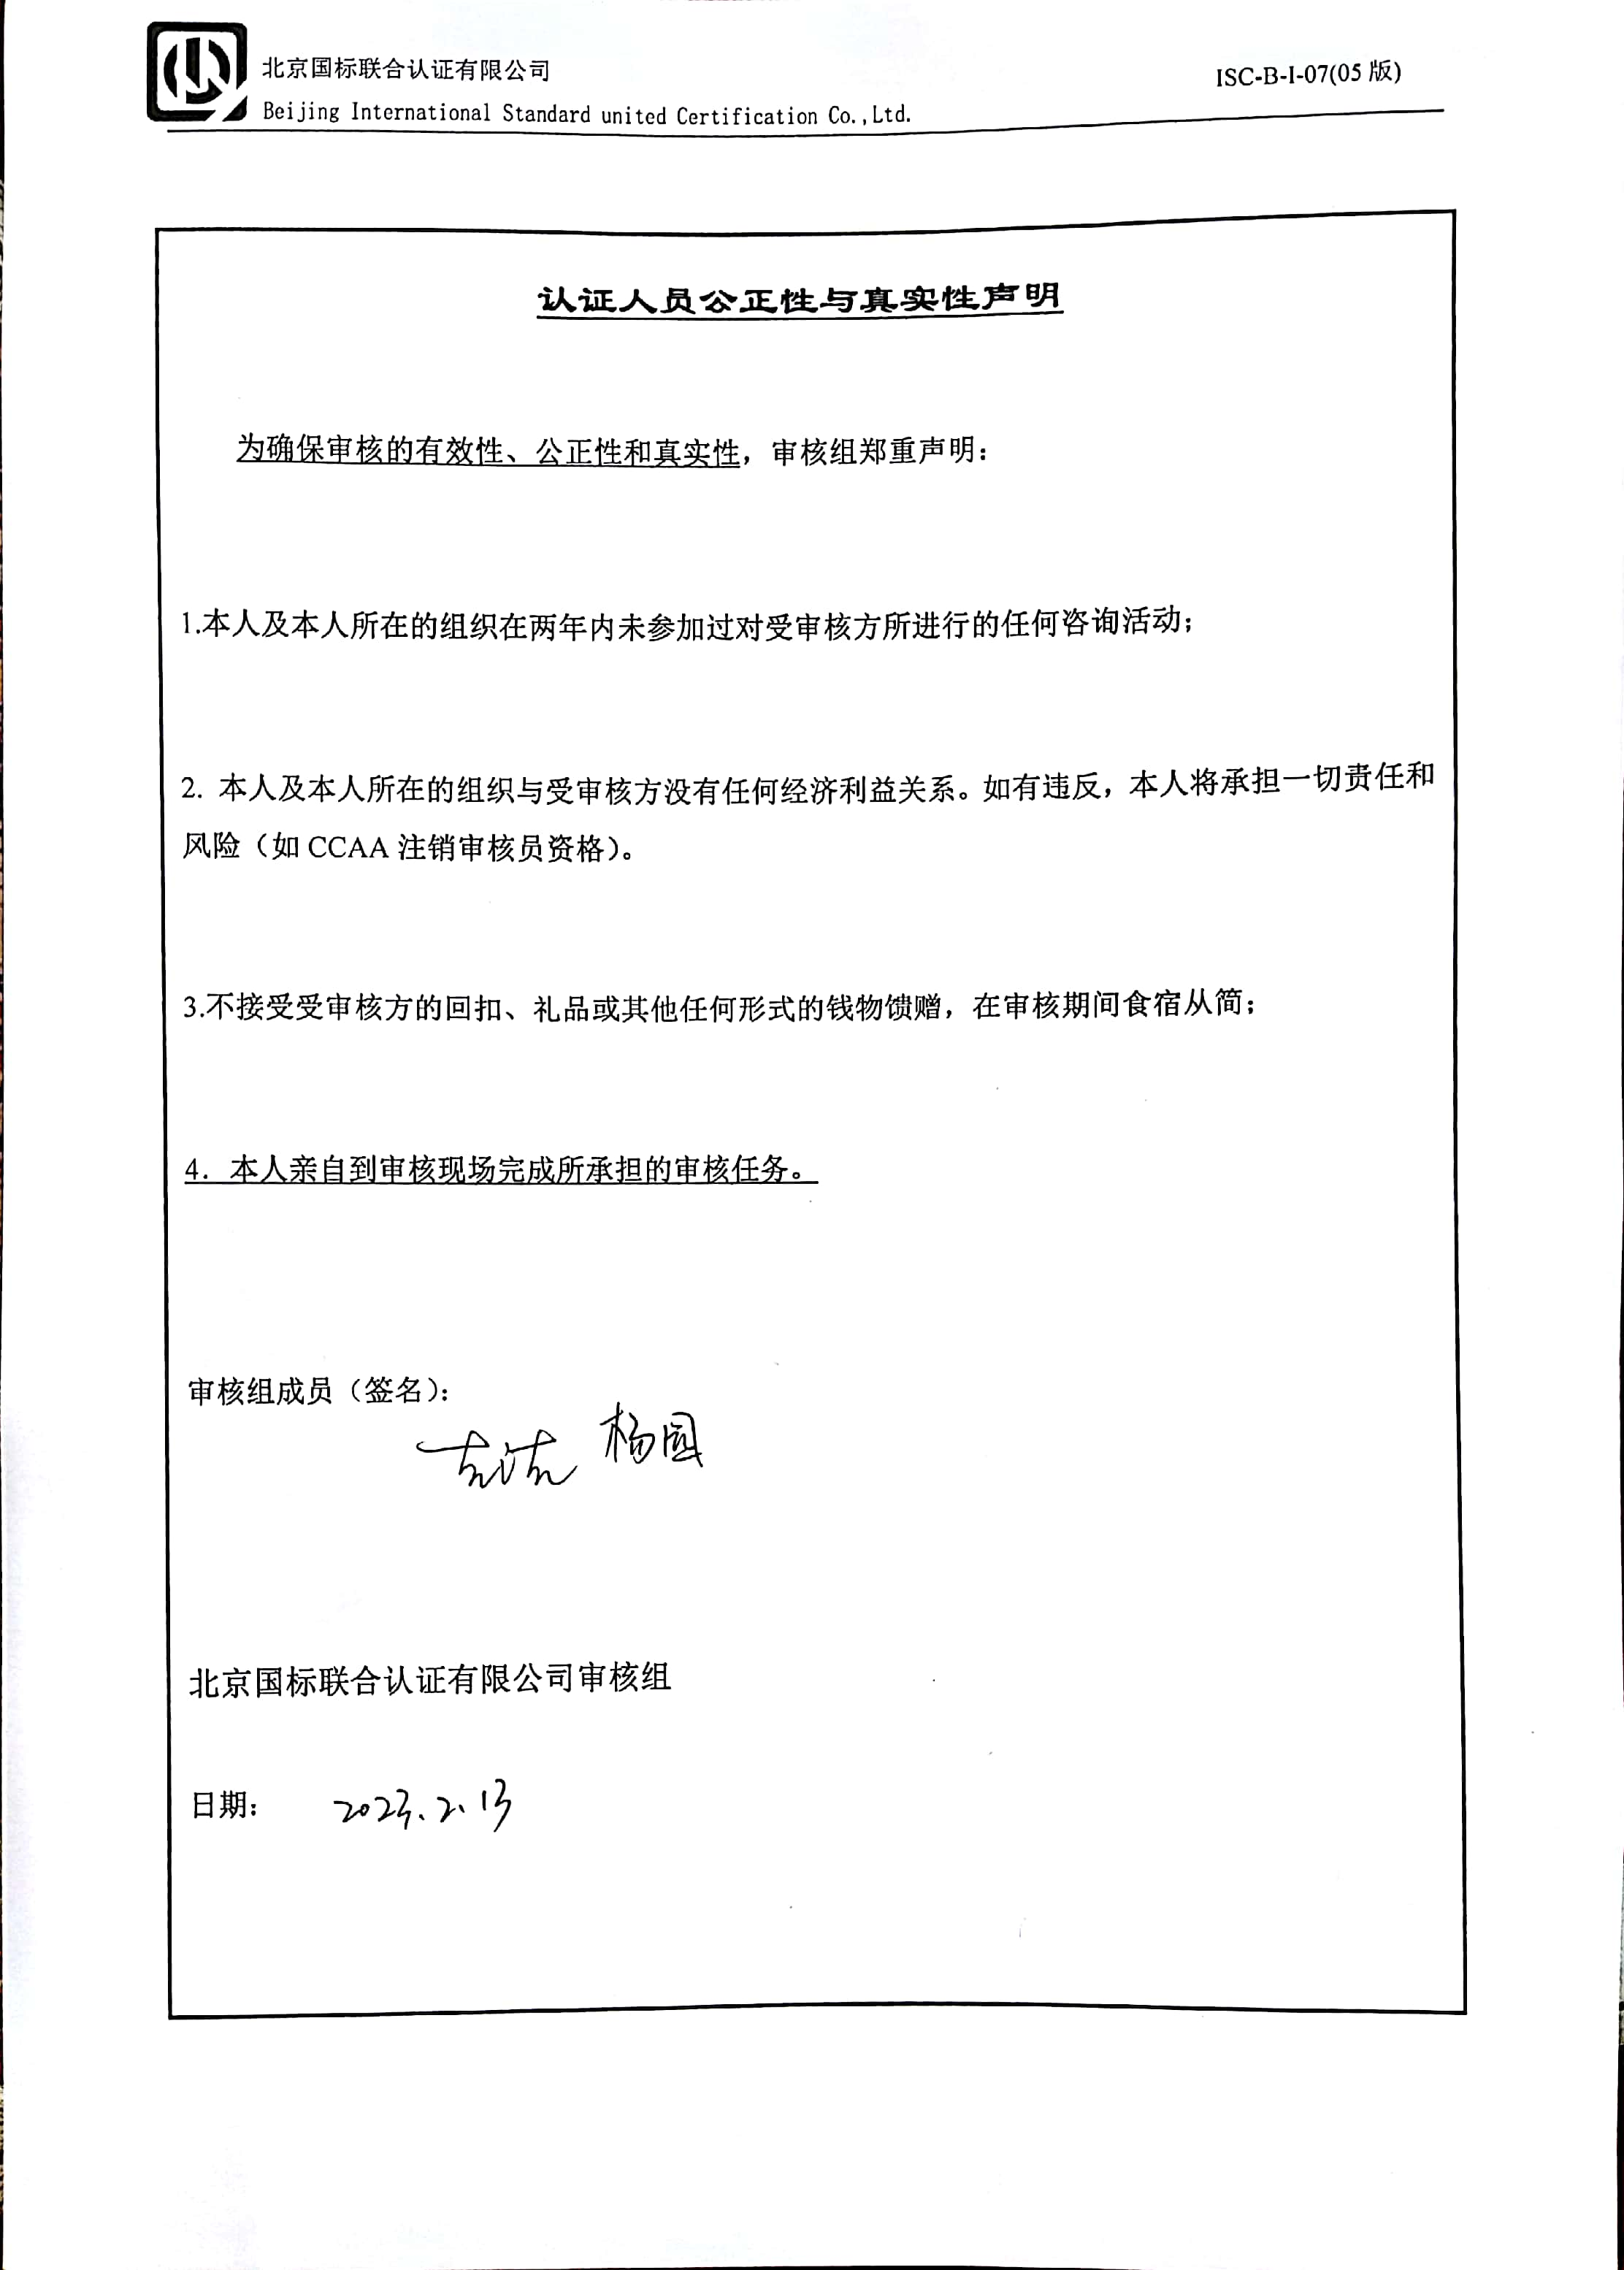 北京国标联合认证有限公司
ISC-B-I-07(05 版)
Beijing International Standard united Certification Co.,Ltd.
认证人员公正性与真实性声明
为确保审核的有效性、公正性和真实性，审核组郑重声明：
1.本人及本人所在的组织在两年内未参加过对受审核方所进行的任何咨询活动；
2. 本人及本人所在的组织与受审核方没有任何经济利益关系。如有违反，本人将承担一切责任和
风险（如 CCAA 注销审核员资格）。
3.不接受受审核方的回扣、礼品或其他任何形式的钱物馈赠，在审核期间食宿从简；
4. 本人亲自到审核现场完成所承担的审核任务。
审核组成员（签名）：
杨园
北京国标联合认证有限公司审核组
日期： 2023.2.13